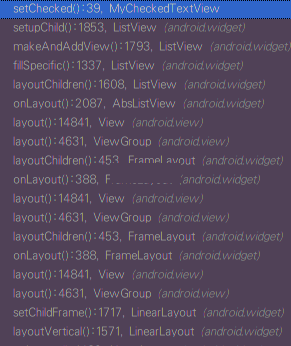 setChecked():39, MyCheckedTextView
setupChild():1853, ListView (android.widget)
makeAndAddView():1793, ListView (android.widget)
fillSpecific():1337, ListView (android.widget)
layoutChildren():1608, ListView (android.widget)
onLayout():2087, AbsListView (android.widget)
layout():14841, View (android.view)
layout():4631, ViewGroup (android.view)
layoutChildren():453, FrameLayout (android.widget)
onLayout():388, (android.widget)
layout():14841, View (android.view)
layout():4631, ViewGroup (android.view)
layoutChildren():453, FrameLayout (android.widget)
onLayout():388, FrameLayout (android.widget)
layout():14841, View (android.view)
layout():4631, ViewGroup (android.view)
setChildFrame():1717, LinearLayout (android.widget)
layoutVertical():1571, LinearLayout (android.widget)